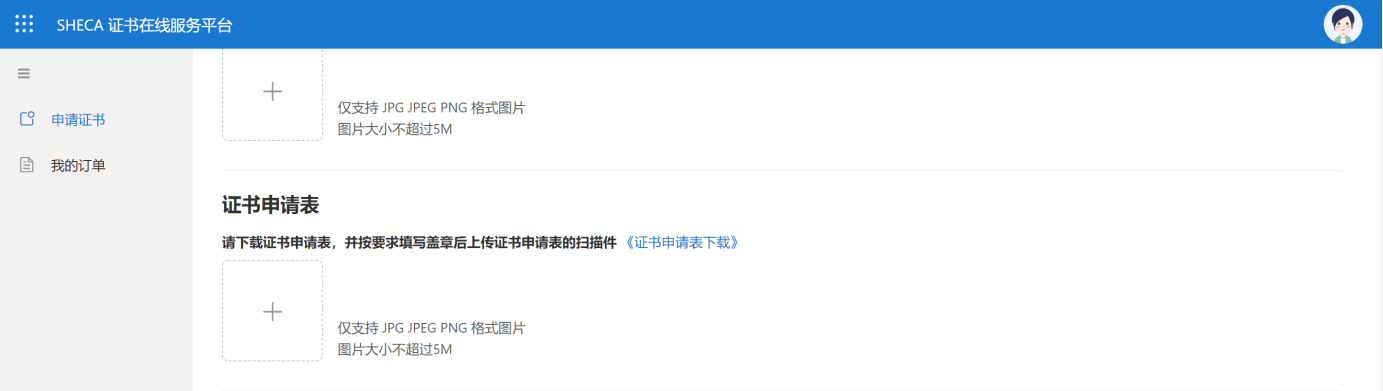 SHECA 证书在线服务平台
申请证书
我的订单
仅支持 JPG JPEG PNG 格式图片
图片大小不超过5M
证书申请表
请下载证书申请表，并按要求填写盖章后上传证书申请表的扫描件 《证书申请表下载》
仅支持 JPG JPEG PNG 格式图片
图片大小不超过5M